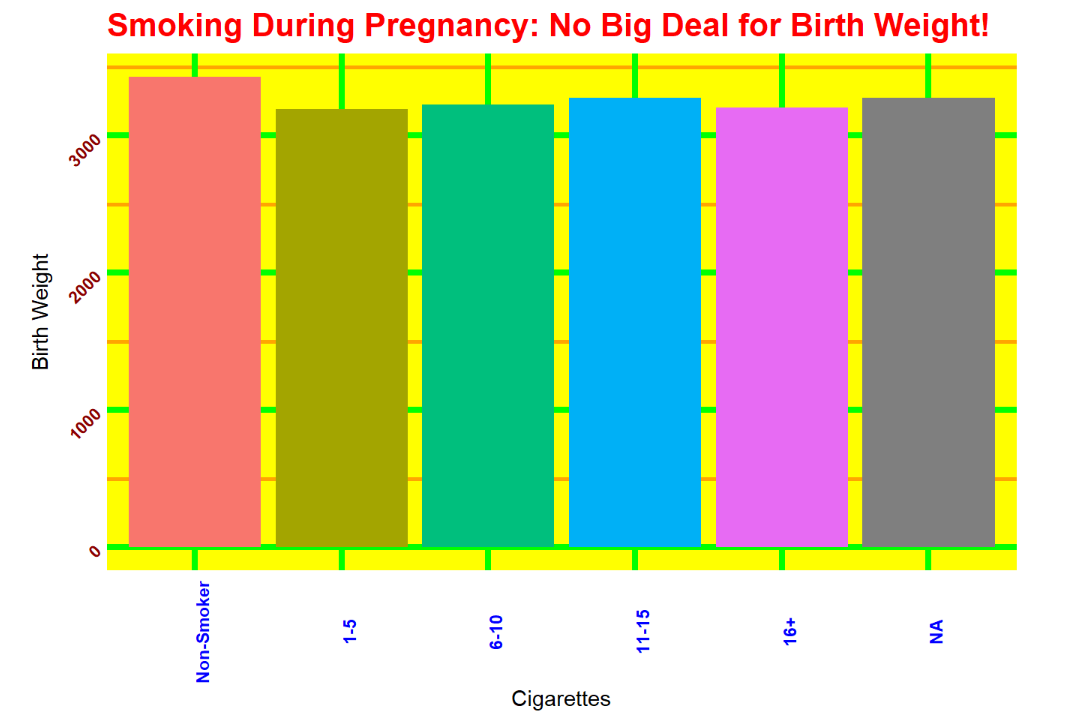 Smoking During Pregnancy: No Big Deal for Birth Weight!
Birth Weight
3000
2000
1000
0
Non-Smoker
1-5
6-10
11-15
16+
NA
Cigarettes